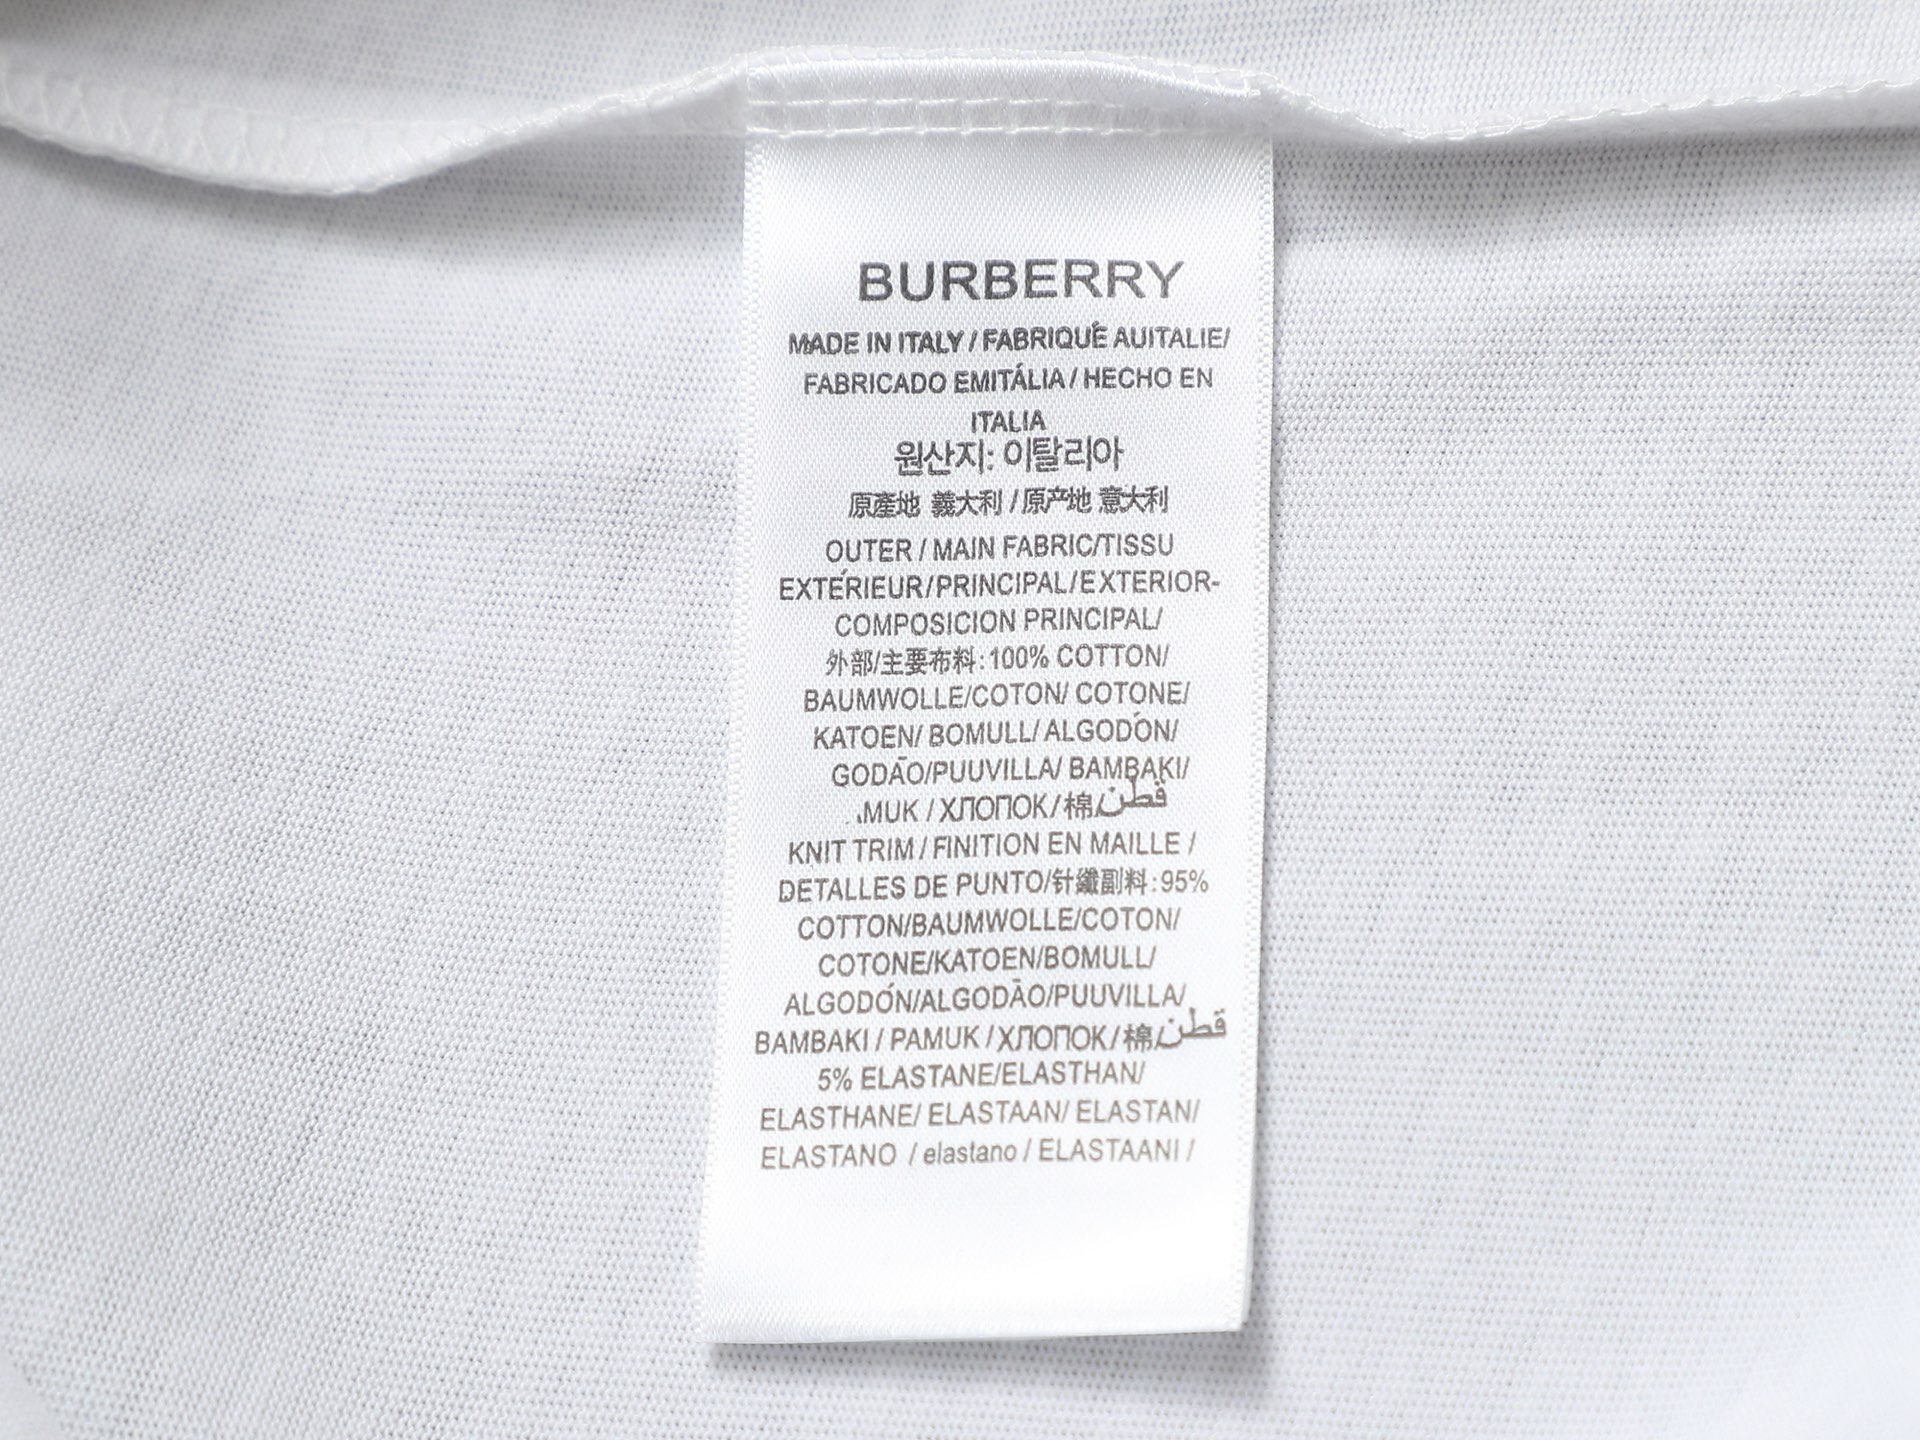 BURBERRY
MADE IN ITALY / FABRIQUÉ AUITALIE/
FABRICADO EMITÁLIA / HECHO EN
ITALIA
원산지: 이탈리아
原產地 義大利 / 原产地 意大利
OUTER / MAIN FABRIC/TISSU
EXTÉRIEUR/PRINCIPAL/EXTERIOR-
COMPOSICION PRINCIPAL/
外部/主要布料:100% COTTON/
BAUMWOLLE/COTON/ COTONE/
KATOEN/ BOMULL/ ALGODÓN/
GODÃO/PUUVILLA/ BAMBAKI/
.MUK / ХЛОПОК/棉/قطن
KNIT TRIM / FINITION EN MAILLE /
DETALLES DE PUNTO/针織副料:95%
COTTON/BAUMWOLLE/COTON/
COTONE/KATOEN/BOMULL/
ALGODÓN/ALGODÃO/PUUVILLA/
BAMBAKI / PAMUK / ХЛОПОК/棉/قطن
5% ELASTANE/ELASTHAN/
ELASTHANE/ ELASTAAN/ ELASTAN/
ELASTANO / elastano / ELASTAANI /